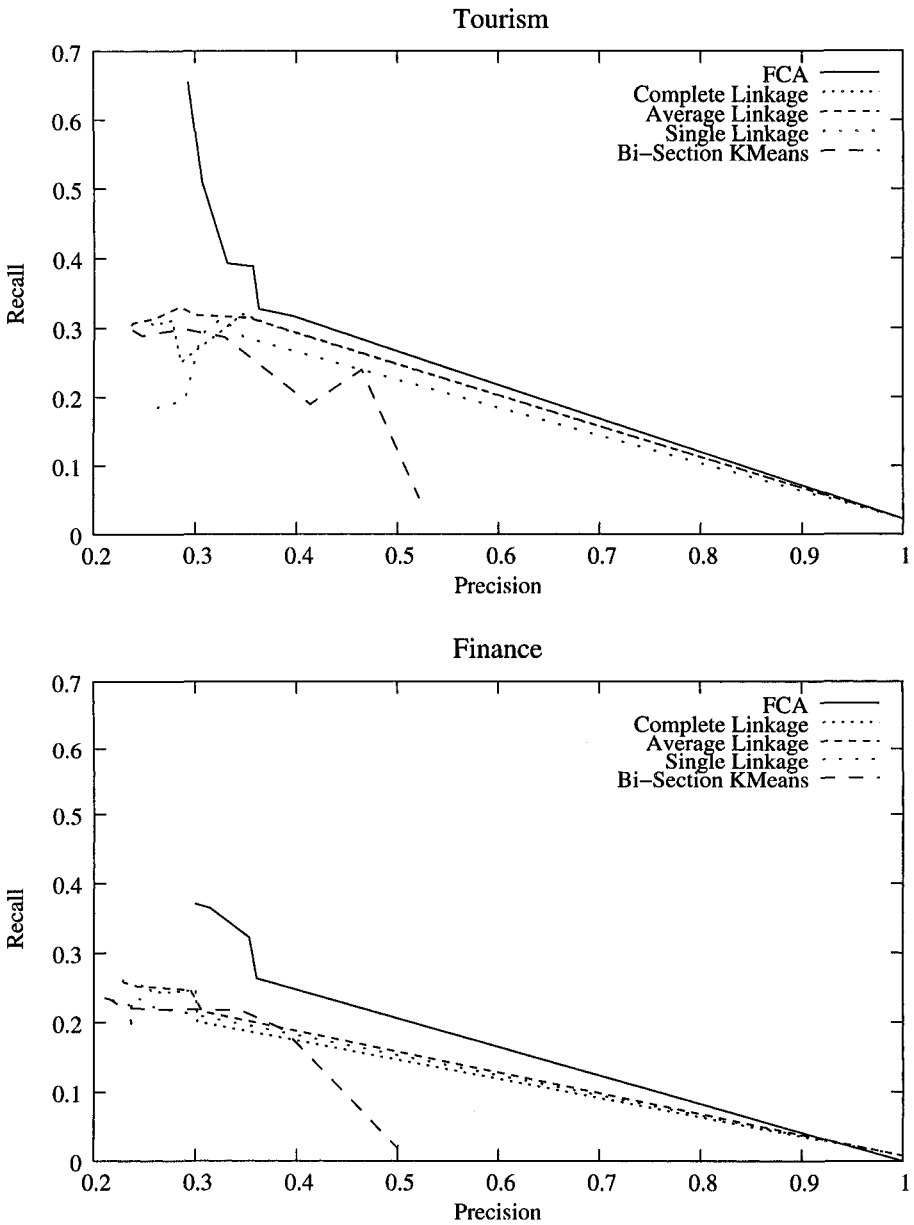 Tourism
0.7
0.6
0.5
0.4
0.3
0.2
0.1
0
Recall
FCA
Complete Linkage
Average Linkage
Single Linkage
Bi−Section KMeans
0.2 0.3 0.4 0.5 0.6 0.7 0.8 0.9 1
Precision
Finance
0.7
0.6
0.5
0.4
0.3
0.2
0.1
0
Recall
FCA
Complete Linkage
Average Linkage
Single Linkage
Bi−Section KMeans
0.2 0.3 0.4 0.5 0.6 0.7 0.8 0.9 1
Precision